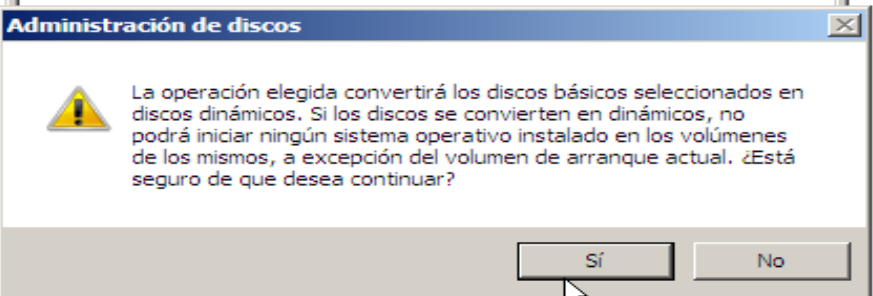 Administración de discos
La operación elegida convertirá los discos básicos seleccionados en
discos dinámicos. Si los discos se convierten en dinámicos, no
podrá iniciar ningún sistema operativo instalado en los volúmenes
de los mismos, a excepción del volumen de arranque actual. ¿Está
seguro de que desea continuar?
Sí
No